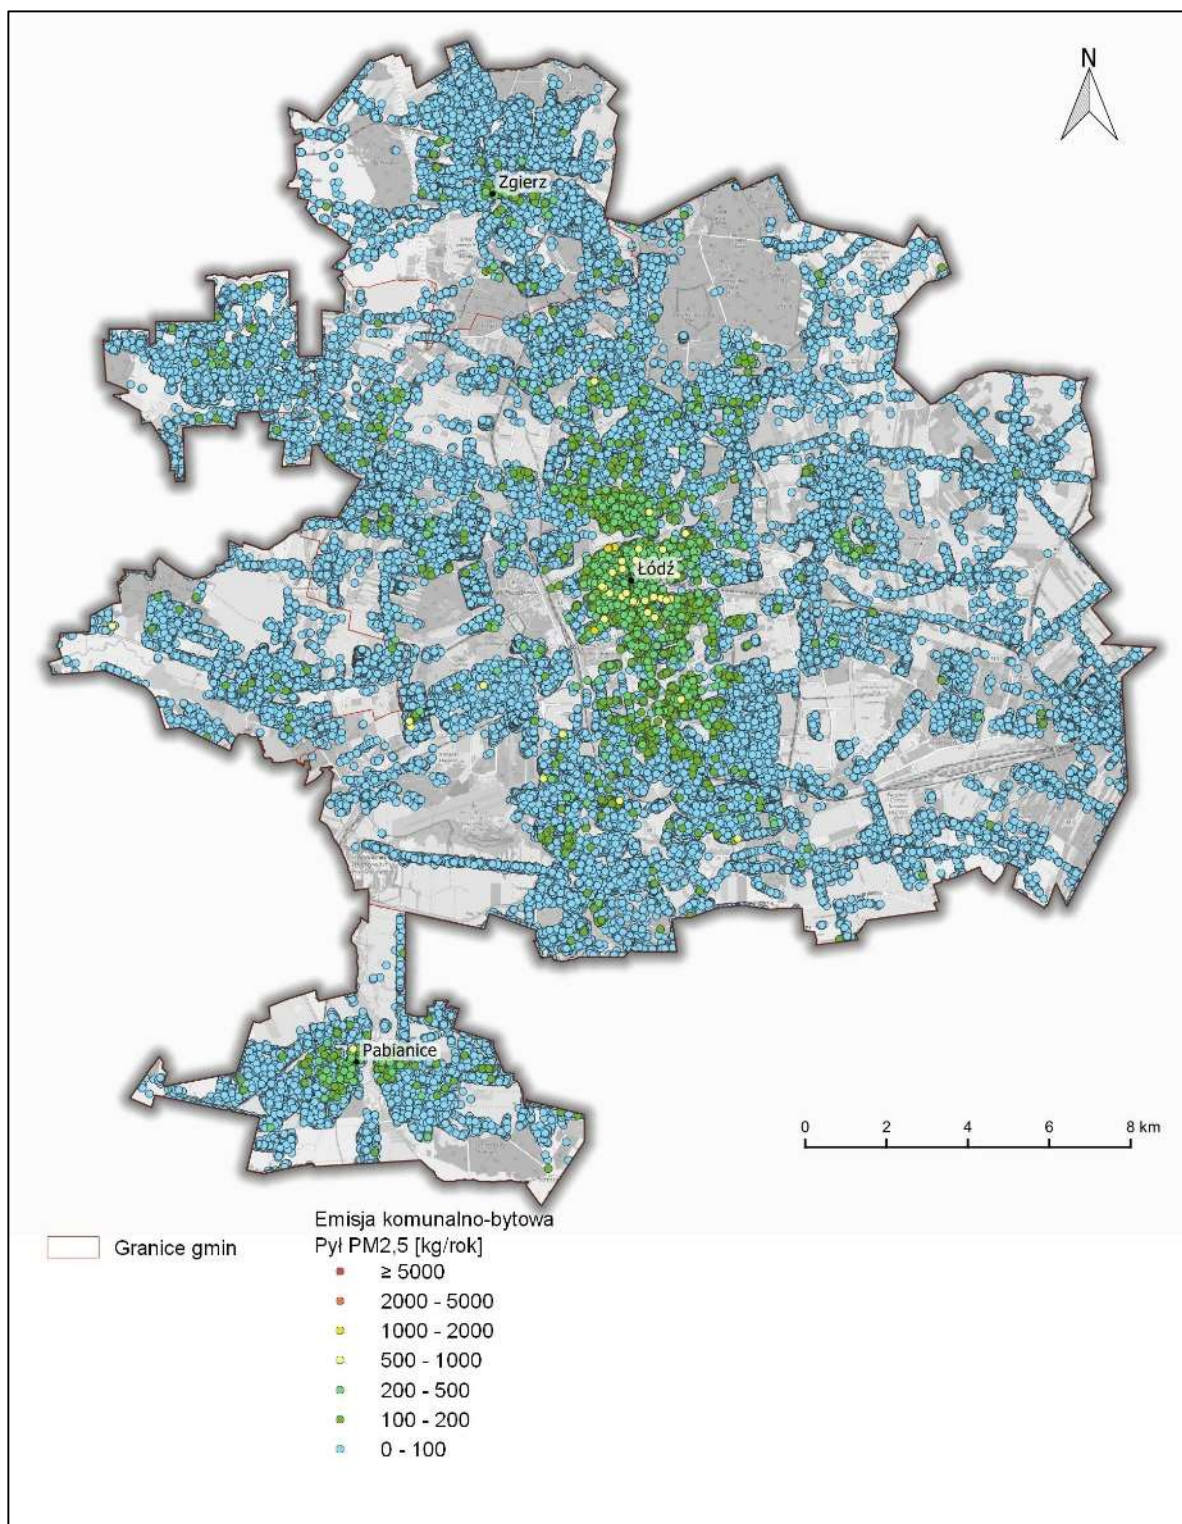 N
Zgierz
Łódź
Pabianice
0 2 4 6 8 km
Emisja komunalno-bytowa
Granice gmin
Pył PM2,5 [kg/rok]
≥ 5000
2000 - 5000
1000 - 2000
500 - 1000
200 - 500
100 - 200
0 - 100